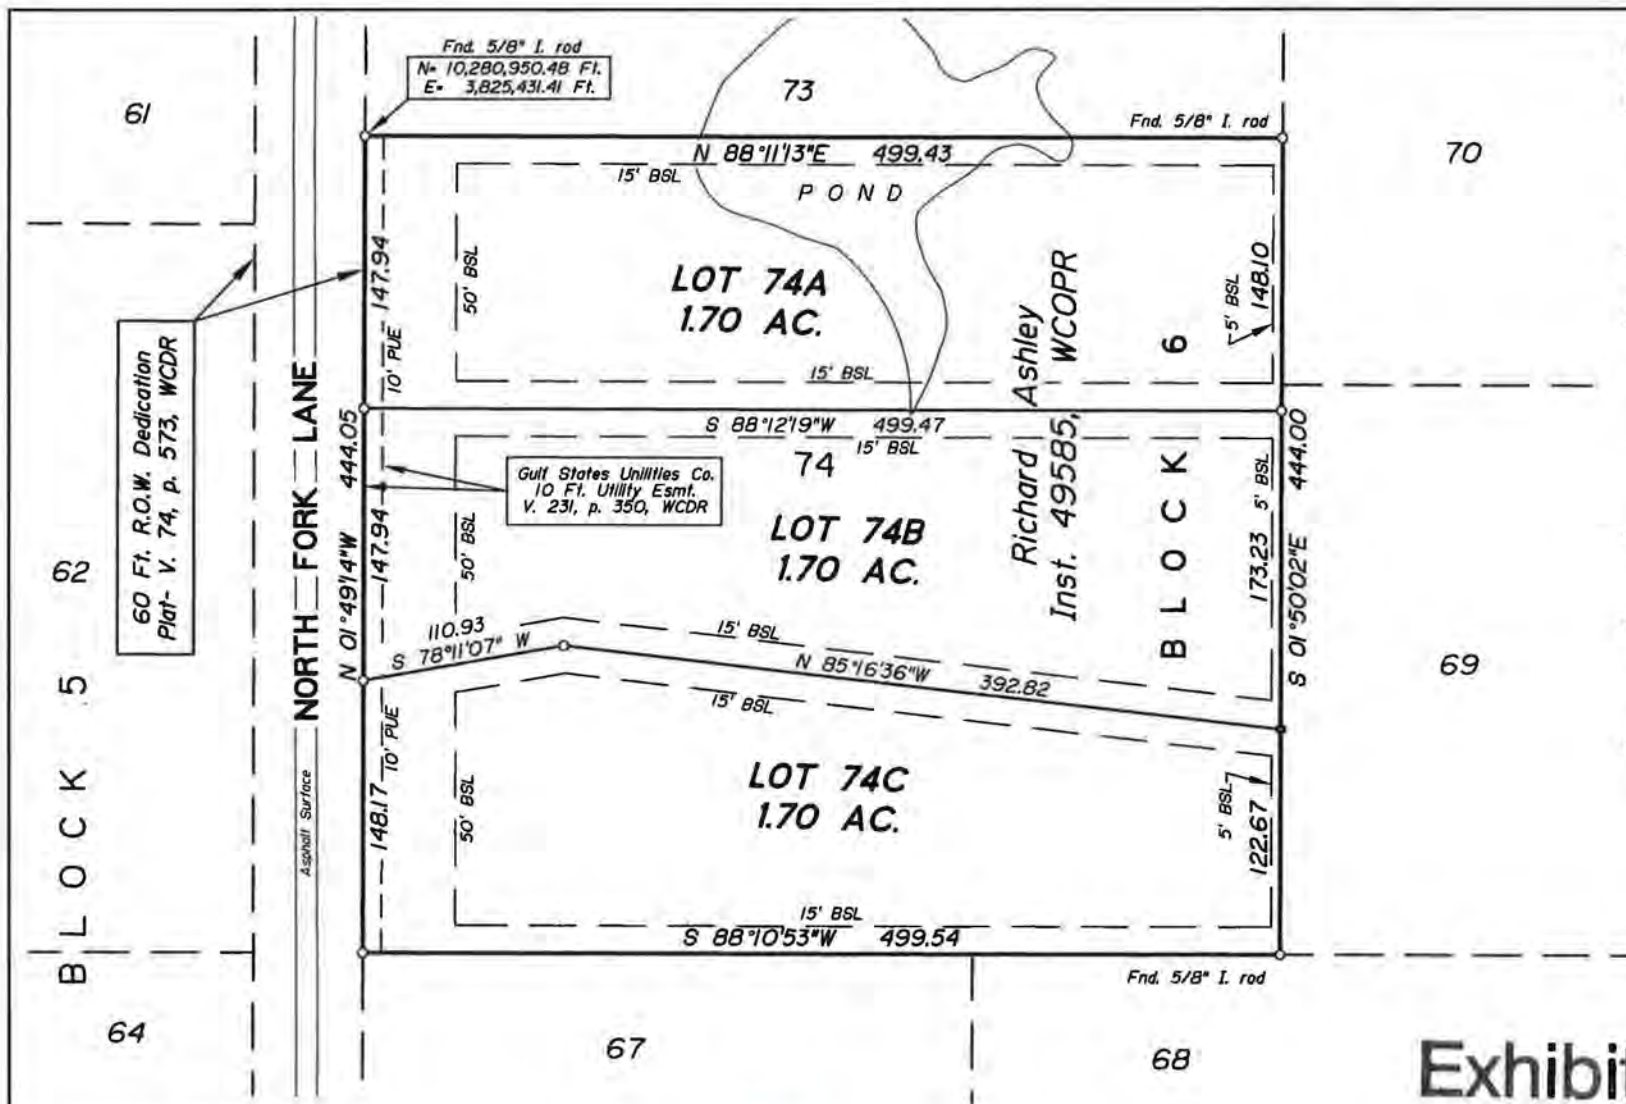 Fnd. 5/8" I. rod
N= 10,280,950.48 Ft.
E= 3,825,431.41 Ft.
61
73
Fnd. 5/8" I. rod
70
N 88°11'13"E 499.43
15' BSL
POND
147.94
10' PUE
50' BSL
LOT 74A
1.70 AC.
Richard Ashley
Inst. 49585, WCOPR
BLOCK 6
5' BSL
148.10
60 Ft. R.O.W. Dedication
Plat- V. 74, p. 573, WCDR
NORTH FORK LANE
Asphalt Surface
15' BSL
S 88°12'19"W 499.47
15' BSL
74
Gulf States Unilities Co.
10 Ft. Utility Esmt.
V. 231, p. 350, WCDR
N 01°49'14"W 444.05
147.94
50' BSL
LOT 74B
1.70 AC.
173.23
5' BSL
S 01°50'02"E 444.00
62
BLOCK 5
69
110.93
S 78°11'07" W
15' BSL
N 85°16'36"W 392.82
15' BSL
148.17
10' PUE
50' BSL
LOT 74C
1.70 AC.
5' BSL
122.67
15' BSL
S 88°10'53"W 499.54
Fnd. 5/8" I. rod
64
67
68
Exhibit